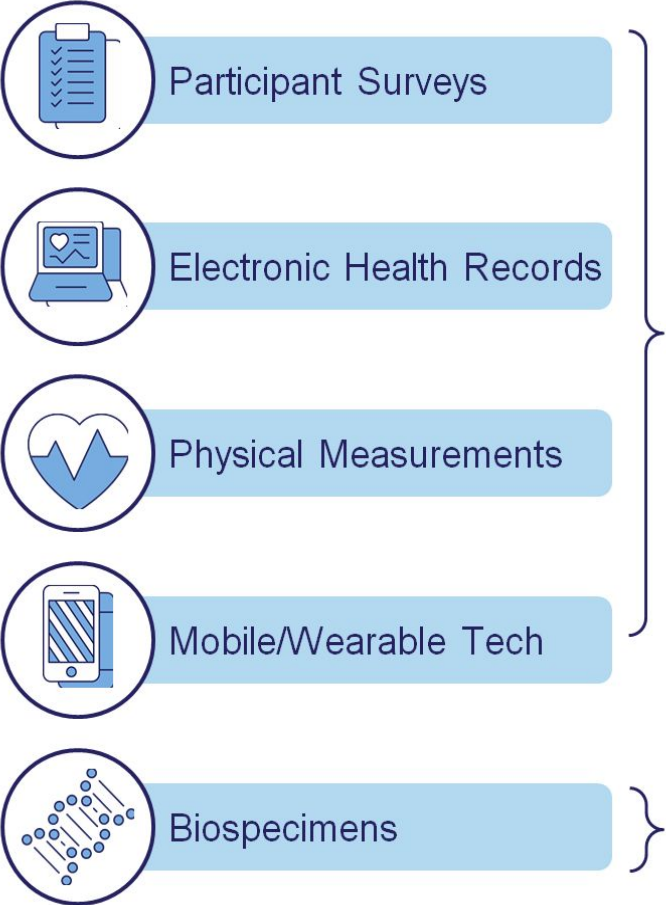 Participant Surveys
Electronic Health Records
Physical Measurements
Mobile/Wearable Tech
Biospecimens